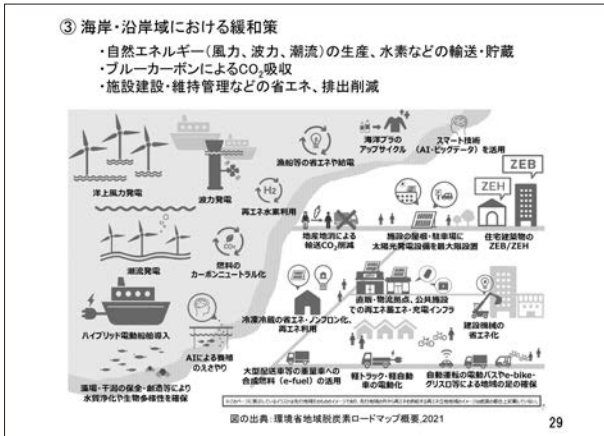 ③ 海岸・沿岸域における緩和策
・自然エネルギー(風力、波力、潮流)の生産、水素などの輸送・貯蔵
・ブルーカーボンによるCO₂吸収
・施設建設・維持管理などの省エネ、排出削減
海洋プラの
アップサイクル
スマート技術
(AI・ビッグデータ)を活用
漁船等の省エネや給電
ZEB
ZEH
洋上風力発電
波力発電
H₂
再エネ水素利用
地産地消による
輸送CO₂削減
施設の屋根・駐車場に
太陽光発電設備を最大限設置
住宅建築物の
ZEB/ZEH
潮流発電
燃料の
カーボンニュートラル化
直販・物流拠点、公共施設
での再エネ蓄エネ・充電インフラ
冷凍冷蔵の省エネ・ノンフロン化、
再エネ利用
建設機械の
省エネ化
ハイブリッド電動船舶導入
AIによる養殖
のえさやり
大型配送車等の重量車への
合成燃料(e-fuel)の活用
軽トラック・軽自動
車の電動化
自動運転の電動バスやe-bike・
グリスロ等による地域の足の確保
藻場・干潟の保全・創造等により
水質浄化や生物多様性を確保
図の出典:環境省地域脱炭素ロードマップ概要,2021
29